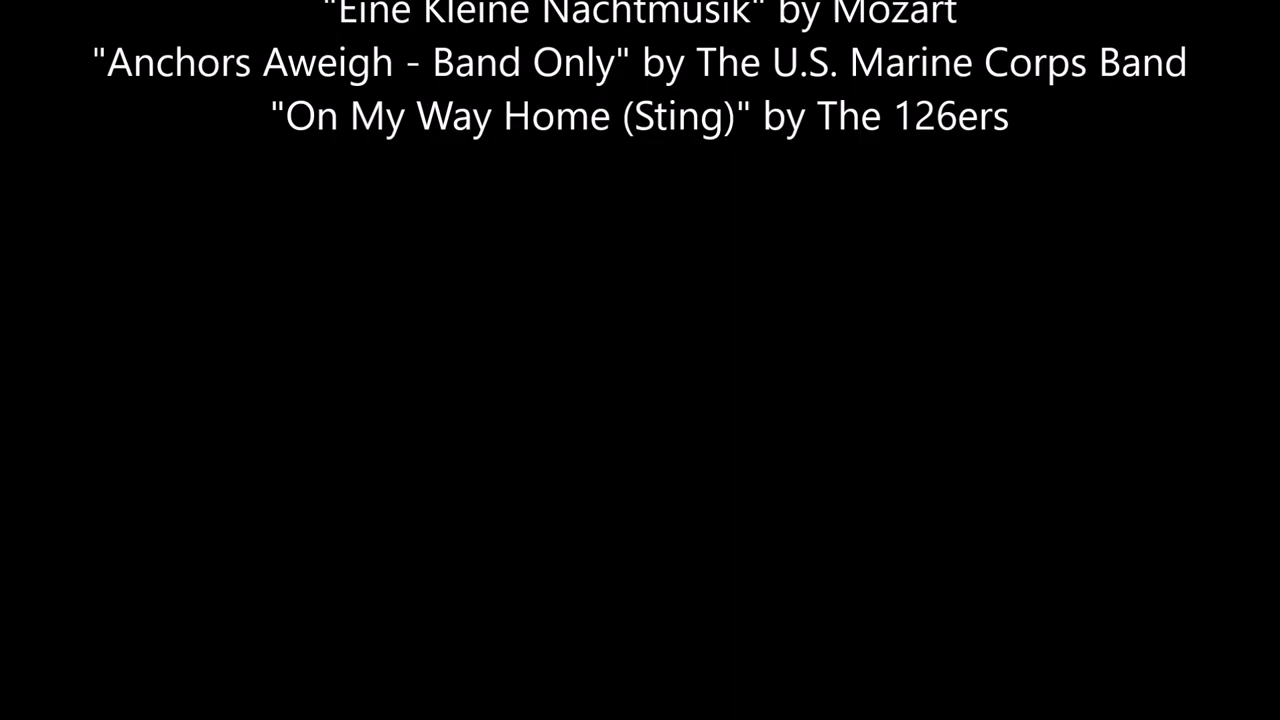 "Eine Kleine Nachtmusik" by Mozart
"Anchors Aweigh - Band Only" by The U.S. Marine Corps Band
"On My Way Home (Sting)" by The 126ers